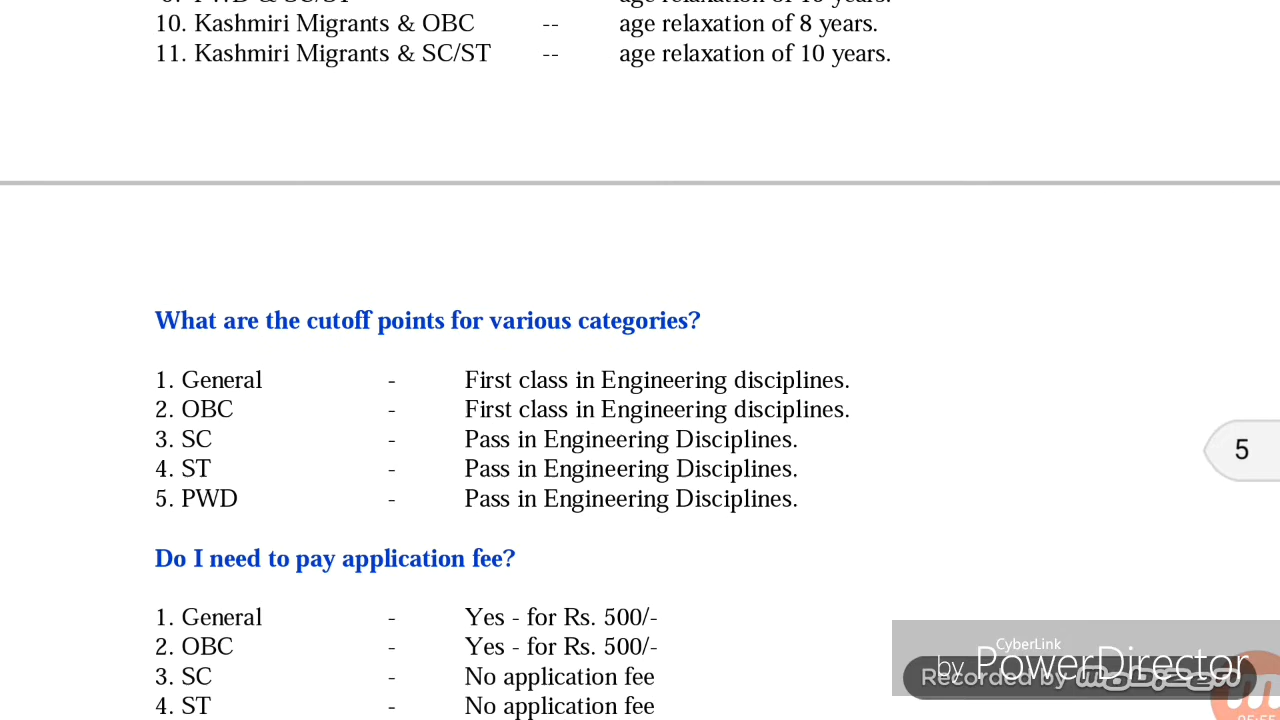 10. Kashmiri Migrants & OBC -- age relaxation of 8 years.
11. Kashmiri Migrants & SC/ST -- age relaxation of 10 years.
What are the cutoff points for various categories?
1. General - First class in Engineering disciplines.
2. OBC - First class in Engineering disciplines.
3. SC - Pass in Engineering Disciplines.
4. ST - Pass in Engineering Disciplines.
5. PWD - Pass in Engineering Disciplines.
5
Do I need to pay application fee?
1. General - Yes - for Rs. 500/-
2. OBC - Yes - for Rs. 500/-
3. SC - No application fee
4. ST - No application fee
CyberLink
by PowerDirector
Recorded by